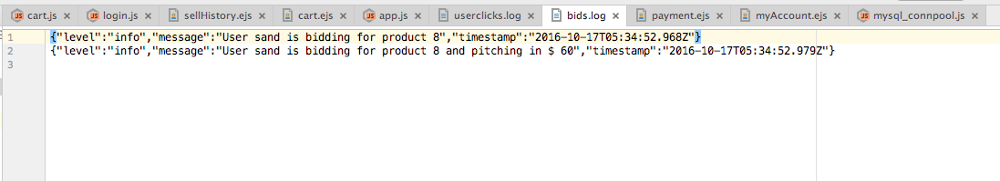 cart.js login.js sellHistory.ejs cart.ejs app.js userclicks.log bids.log payment.ejs myAccount.ejs mysql_connpool.js
1 {"level":"info","message":"User sand is bidding for product 8","timestamp":"2016-10-17T05:34:52.968Z"}
2 {"level":"info","message":"User sand is bidding for product 8 and pitching in $ 60","timestamp":"2016-10-17T05:34:52.979Z"}
3